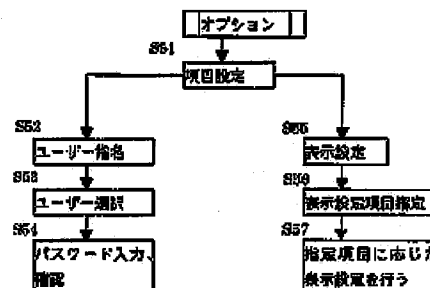 オプション
S51
項目設定
S52
ユーザー指名
S53
ユーザー選択
S54
パスワード入力、
確認
S55
表示設定
S56
表示設定項目指定
S57
指定項目に応じた
表示設定を行う